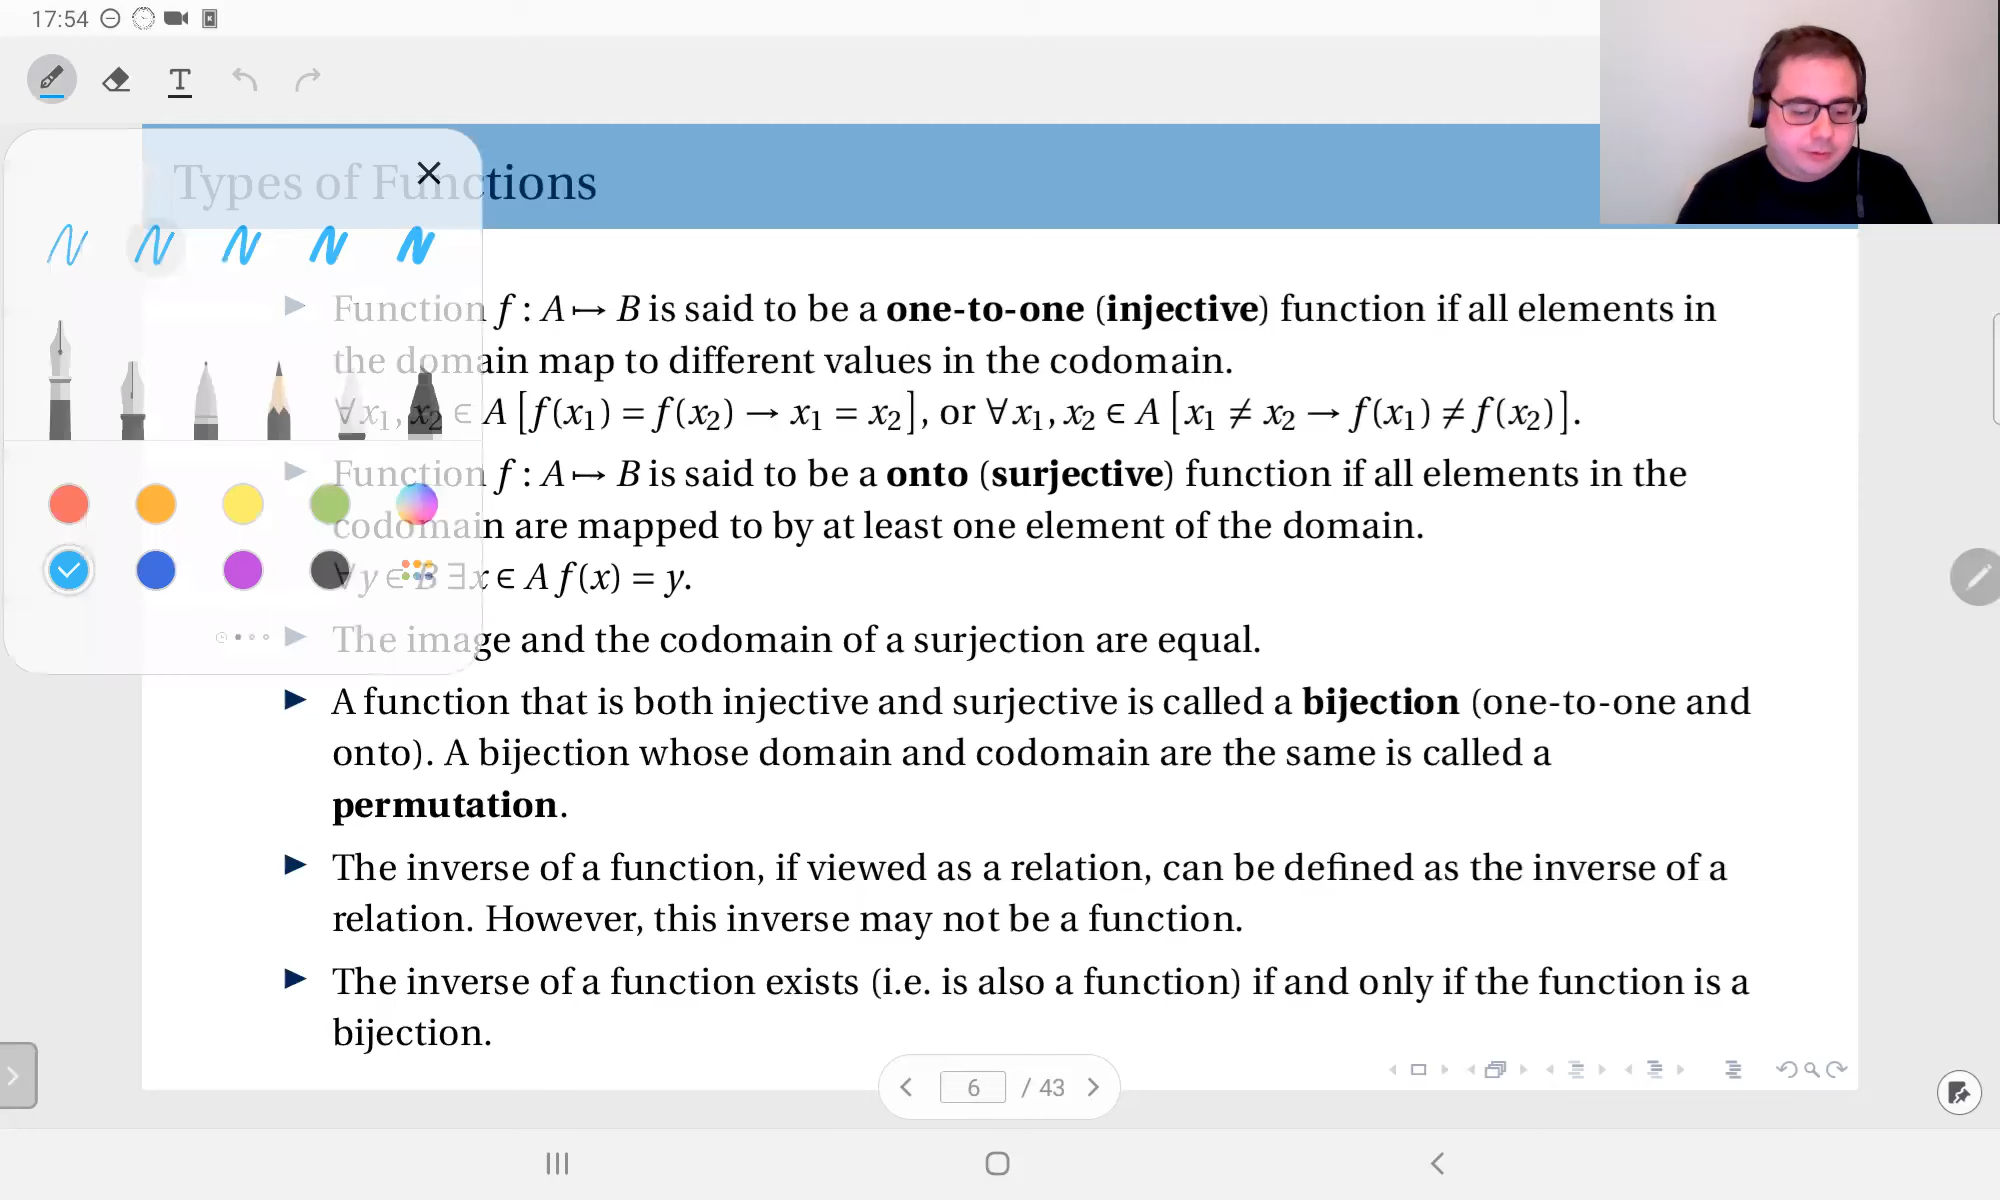 17:54
T
Types of Functions
▶ Function f : A ↦ B is said to be a one-to-one (injective) function if all elements in
the domain map to different values in the codomain.
∀x₁, x₂ ∈ A [f(x₁) = f(x₂) → x₁ = x₂], or ∀x₁, x₂ ∈ A [x₁ ≠ x₂ → f(x₁) ≠ f(x₂)].
▶ Function f : A ↦ B is said to be a onto (surjective) function if all elements in the
codomain are mapped to by at least one element of the domain.
∀y ∈ B ∃x ∈ A f(x) = y.
▶ The image and the codomain of a surjection are equal.
▶ A function that is both injective and surjective is called a bijection (one-to-one and
onto). A bijection whose domain and codomain are the same is called a
permutation.
▶ The inverse of a function, if viewed as a relation, can be defined as the inverse of a
relation. However, this inverse may not be a function.
▶ The inverse of a function exists (i.e. is also a function) if and only if the function is a
bijection.
6 / 43